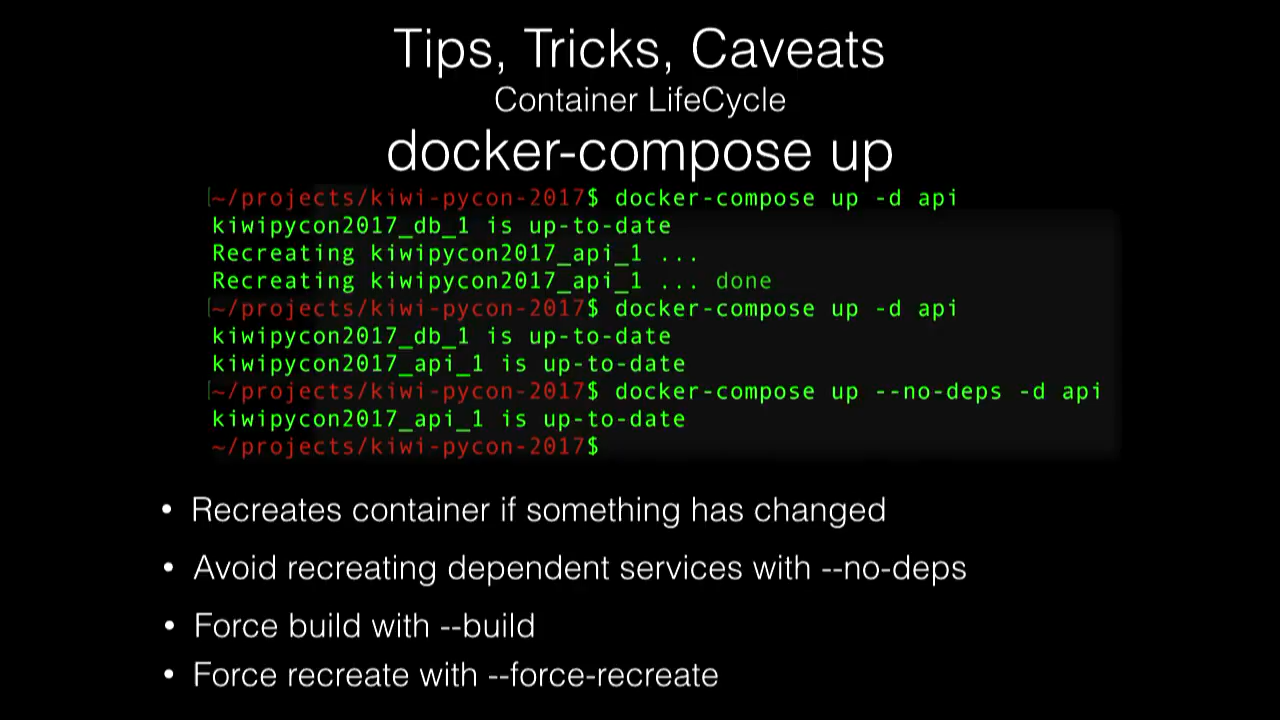 Tips, Tricks, Caveats
Container LifeCycle
docker-compose up
~/projects/kiwi-pycon-2017$ docker-compose up -d api
kiwipycon2017_db_1 is up-to-date
Recreating kiwipycon2017_api_1 ...
Recreating kiwipycon2017_api_1 ... done
~/projects/kiwi-pycon-2017$ docker-compose up -d api
kiwipycon2017_db_1 is up-to-date
kiwipycon2017_api_1 is up-to-date
~/projects/kiwi-pycon-2017$ docker-compose up --no-deps -d api
kiwipycon2017_api_1 is up-to-date
~/projects/kiwi-pycon-2017$
• Recreates container if something has changed
• Avoid recreating dependent services with --no-deps
• Force build with --build
• Force recreate with --force-recreate